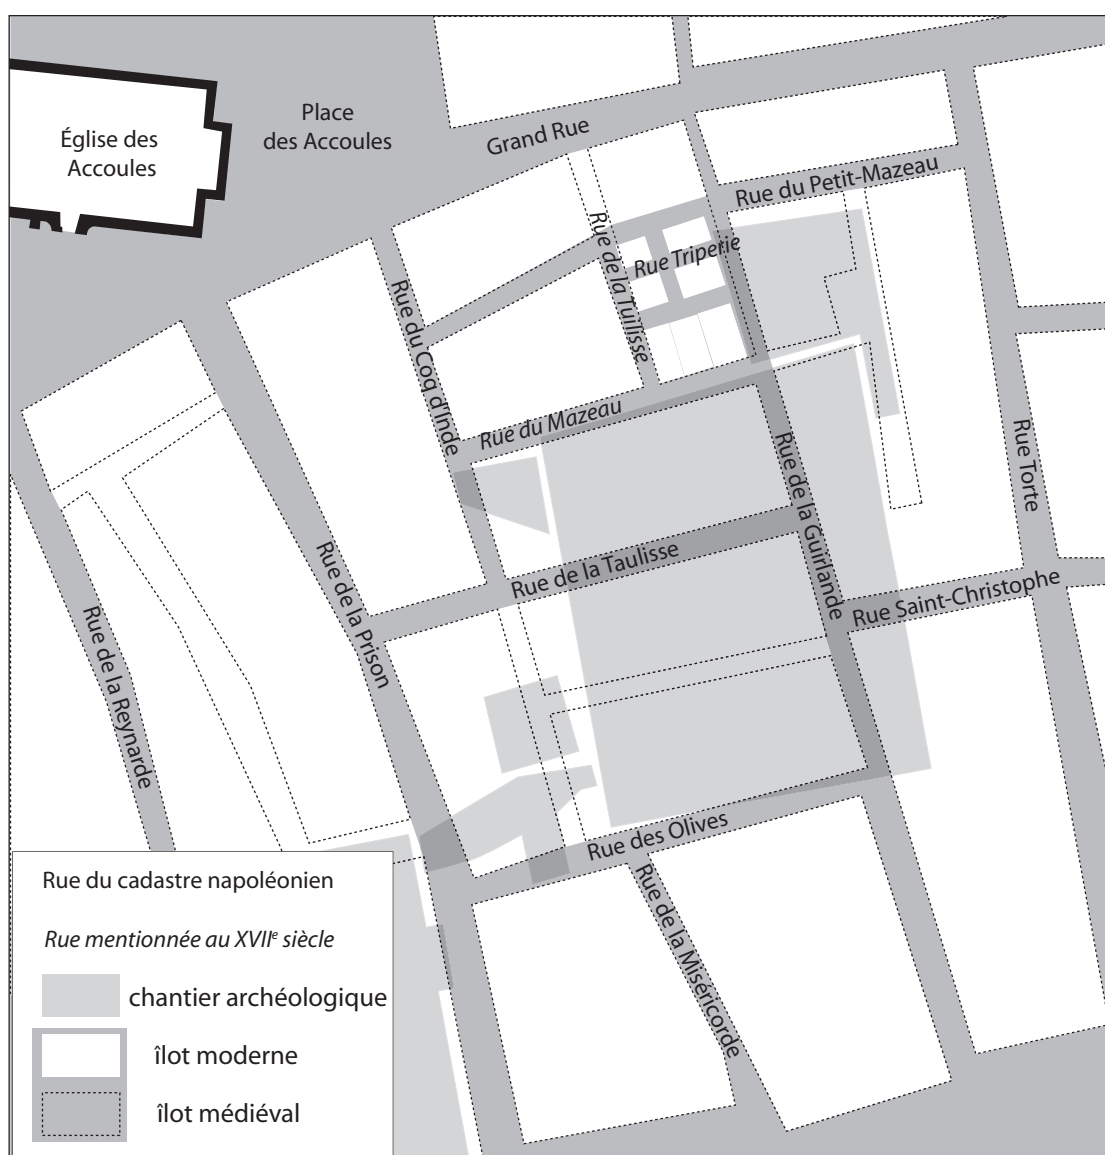 Place
des Accoules
Église des
Accoules
Grand Rue
Rue du Petit-Mazeau
Rue de la Tuilisse
Rue Triperie
Rue du Coq d'Inde
Rue du Mazeau
Rue de la Guirlande
Rue Torte
Rue de la Taulisse
Rue Saint-Christophe
Rue de la Prison
Rue de la Reynarde
Rue des Olives
Rue de la Miséricorde
Rue du cadastre napoléonien
Rue mentionnée au XVIIe siècle
chantier archéologique
îlot moderne
îlot médiéval